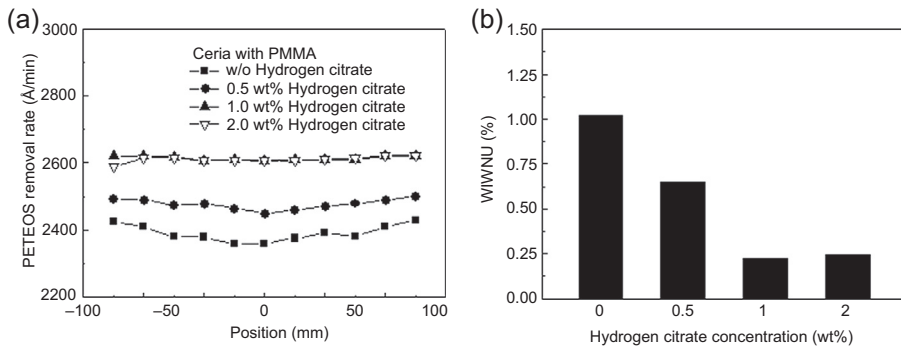 (a)
3000
2800
2600
2400
2200
PETEOS removal rate (Å/min)
Ceria with PMMA
w/o Hydrogen citrate
0.5 wt% Hydrogen citrate
1.0 wt% Hydrogen citrate
2.0 wt% Hydrogen citrate
–100 –50 0 50 100
Position (mm)
(b)
1.50
1.25
1.00
0.75
0.50
0.25
0.00
WIWNU (%)
0 0.5 1 2
Hydrogen citrate concentration (wt%)